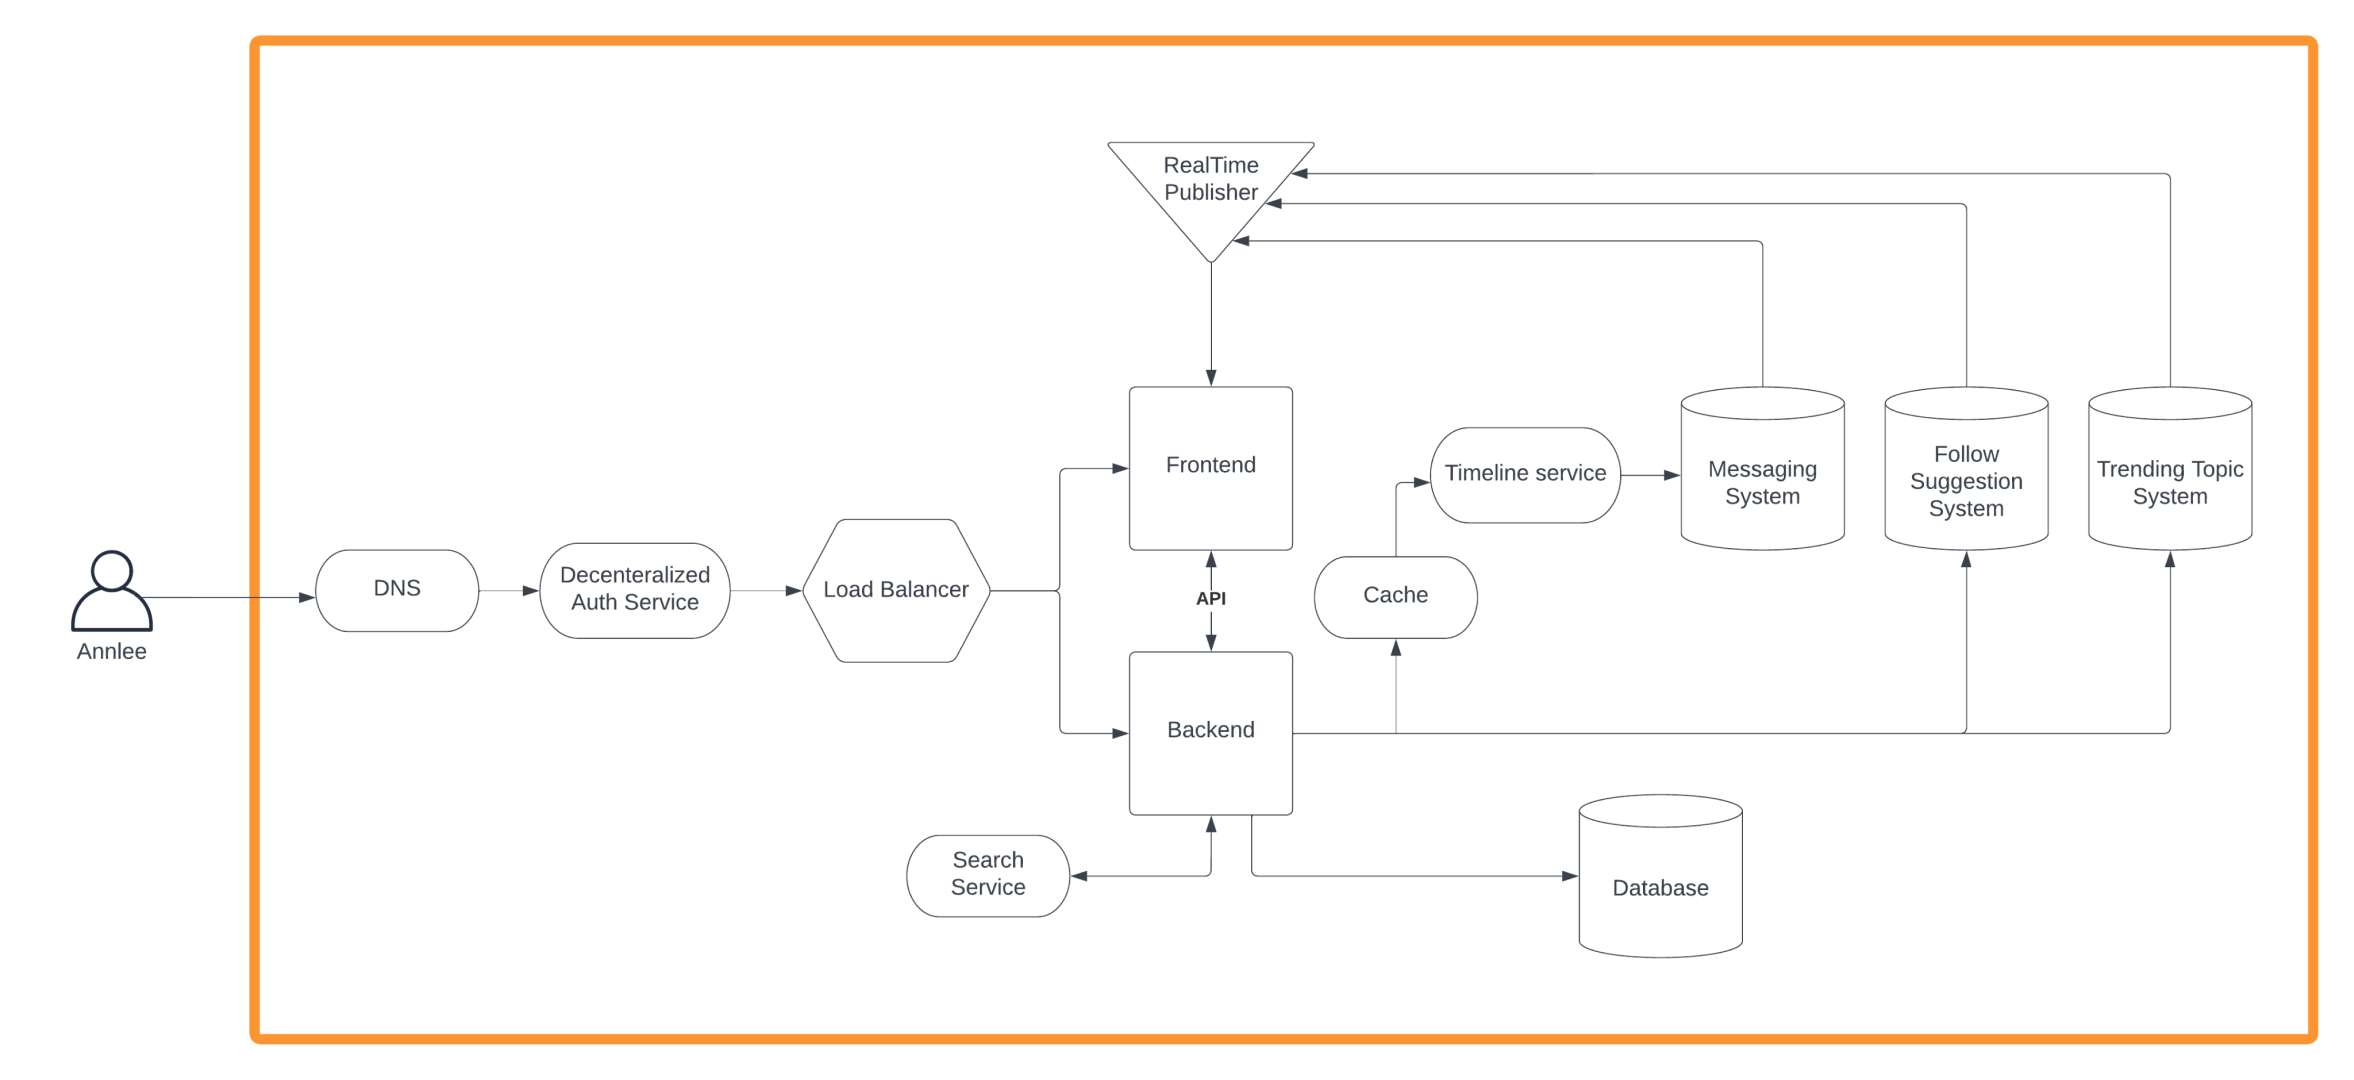 RealTime
Publisher
Frontend
Timeline service
Messaging
System
Follow
Suggestion
System
Trending Topic
System
Annlee
DNS
Decenteralized
Auth Service
Load Balancer
API
Cache
Backend
Search
Service
Database